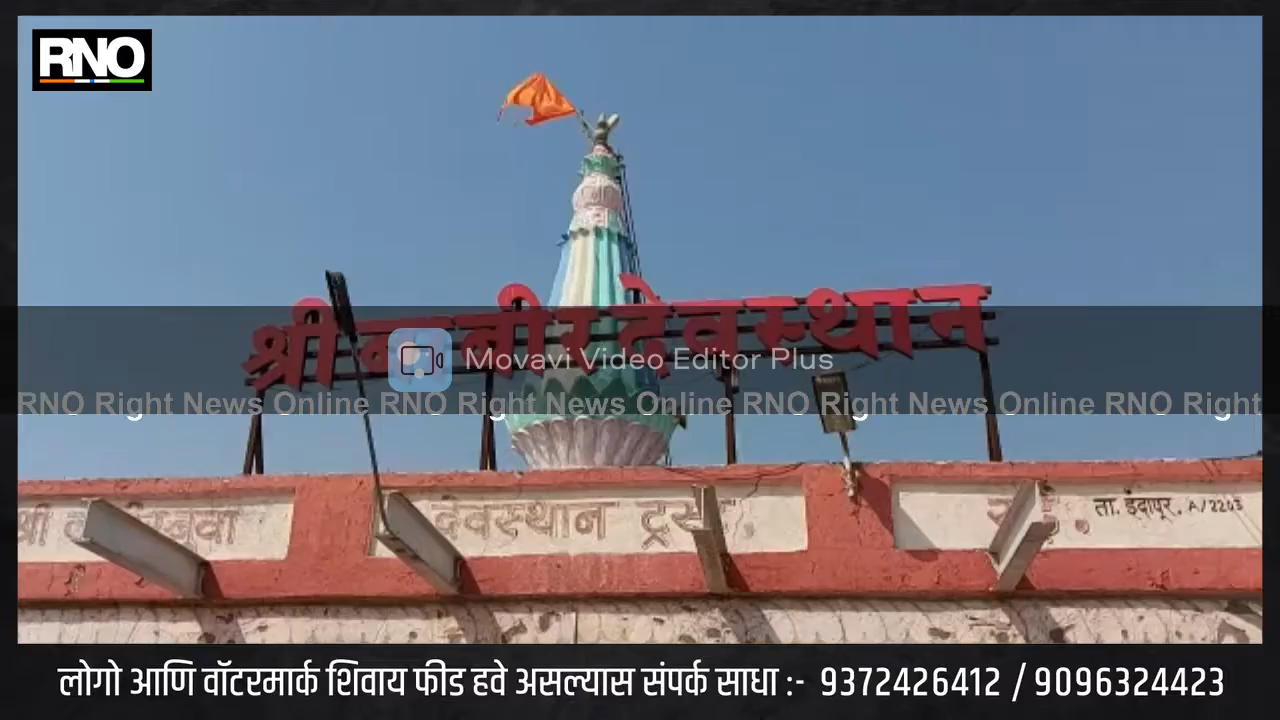 RNO
श्री बाबीर देवस्थान
Movavi Video Editor Plus
RNO Right News Online RNO Right News Online RNO Right News Online RNO Right
श्री देवस्थान ट्रस्ट
ता. इंदापूर. A/2203
लोगो आणि वॉटरमार्क शिवाय फीड हवे असल्यास संपर्क साधा :- 9372426412 / 9096324423